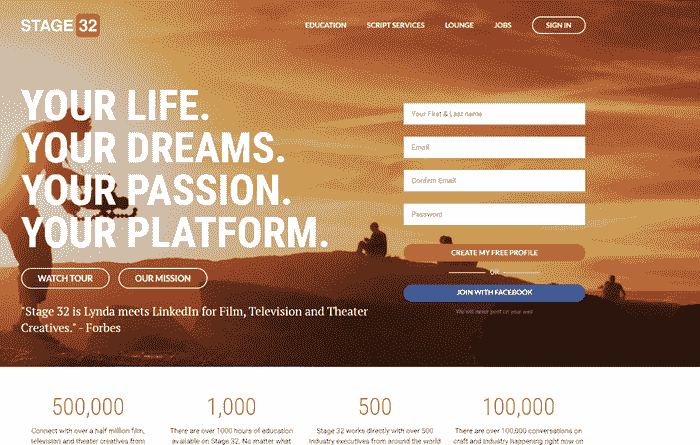 STAGE 32
EDUCATION
SCRIPT SERVICES
LOUNGE
JOBS
SIGN IN
YOUR LIFE.
YOUR DREAMS.
YOUR PASSION.
YOUR PLATFORM.
WATCH TOUR
OUR MISSION
"Stage 32 is Lynda meets LinkedIn for Film, Television and Theater
Creatives." - Forbes
Your First & Last name
Email
Confirm Email
Password
CREATE MY FREE PROFILE
OR
JOIN WITH FACEBOOK
We will never post on your wall
500,000
Connect with over a half million film,
television and theater creatives from
1,000
There are over 1000 hours of education
available on Stage 32. No matter what
500
Stage 32 works directly with over 500
industry executives from around the world
100,000
There are over 100,000 conversations on
craft and industry happening right now on